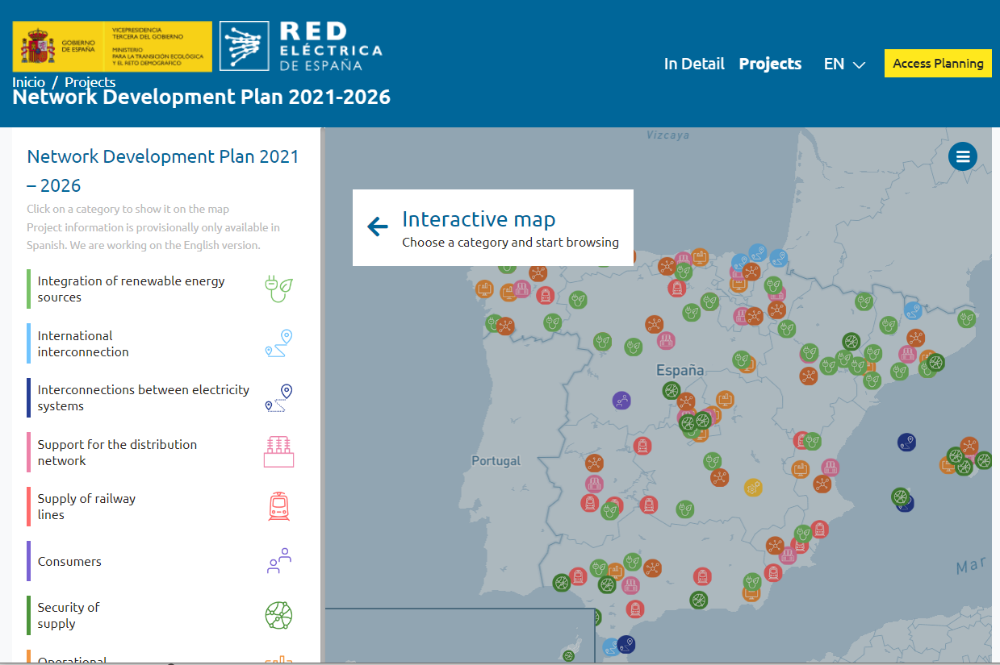 GOBIERNO
DE ESPAÑA
VICEPRESIDENCIA
TERCERA DEL GOBIERNO
MINISTERIO
PARA LA TRANSICIÓN ECOLÓGICA
Y EL RETO DEMOGRÁFICO
RED
ELÉCTRICA
DE ESPAÑA
Inicio / Projects
Network Development Plan 2021-2026
In Detail
Projects
EN
Access Planning
Network Development Plan 2021
– 2026
Click on a category to show it on the map
Project information is provisionally only available in
Spanish. We are working on the English version.
Integration of renewable energy
sources
International
interconnection
Interconnections between electricity
systems
Support for the distribution
network
Supply of railway
lines
Consumers
Security of
supply
Operational
Vizcaya
Interactive map
Choose a category and start browsing
España
Portugal
Mar